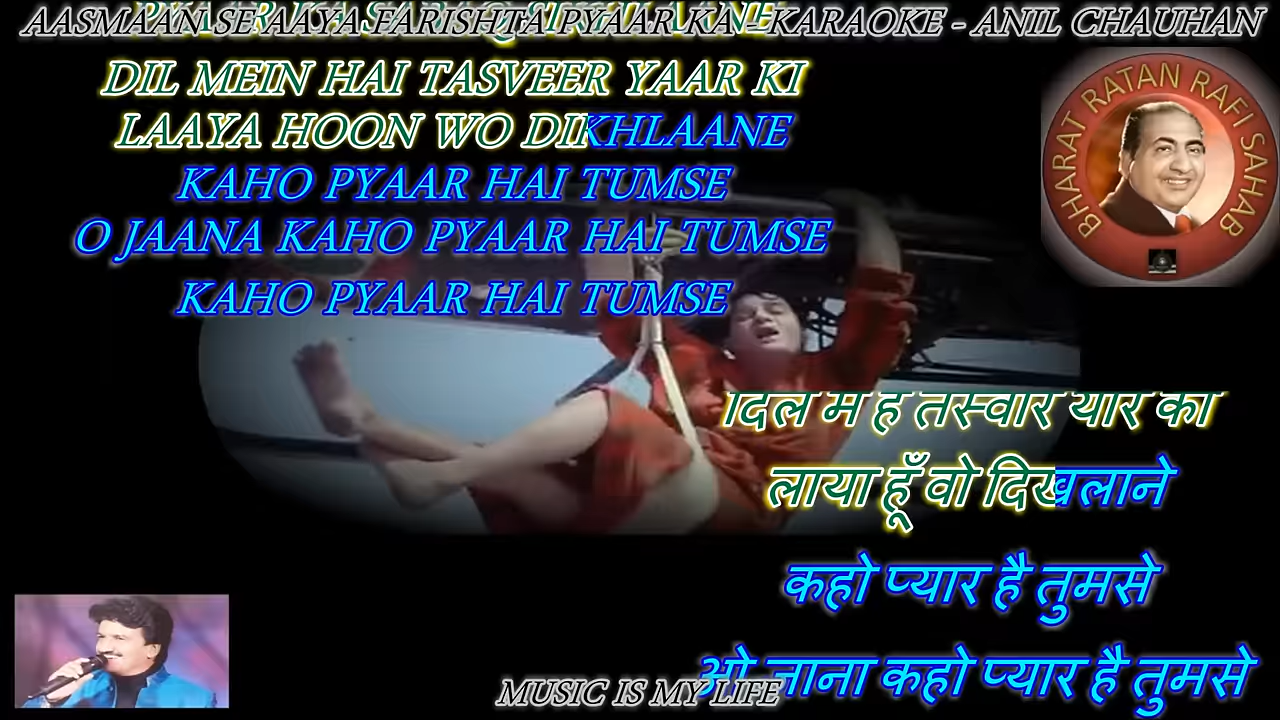 AASMAAN SE AAYA FARISHTA PYAAR KA - KARAOKE - ANIL CHAUHAN
DIL MEIN HAI TASVEER YAAR KI
LAAYA HOON WO DIKHLAANE
KAHO PYAAR HAI TUMSE
O JAANA KAHO PYAAR HAI TUMSE
KAHO PYAAR HAI TUMSE
BHARAT RATAN RAFI SAHAB
दिल में है तस्वीर यार की
लाया हूँ वो दिखलाने
कहो प्यार है तुमसे
ओ जाना कहो प्यार है तुमसे
MUSIC IS MY LIFE